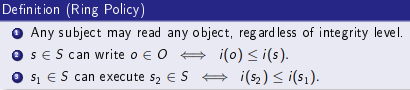 Definition (Ring Policy)
1 Any subject may read any object, regardless of integrity level.
2 s ∈ S can write o ∈ O ⟺ i(o) ≤ i(s).
3 s₁ ∈ S can execute s₂ ∈ S ⟺ i(s₂) ≤ i(s₁).